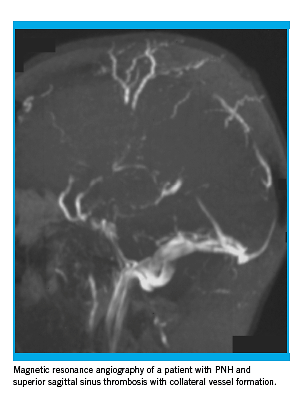 Magnetic resonance angiography of a patient with PNH and
superior sagittal sinus thrombosis with collateral vessel formation.